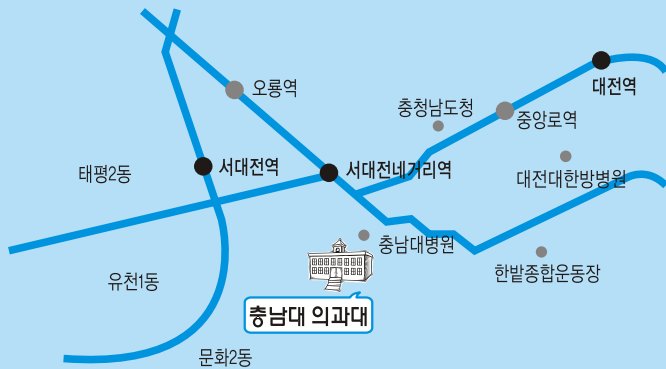 대전역
오룡역
충청남도청
중앙로역
서대전역
서대전네거리역
태평2동
대전대한방병원
충남대병원
유천1동
한밭종합운동장
충남대 의과대
문화2동